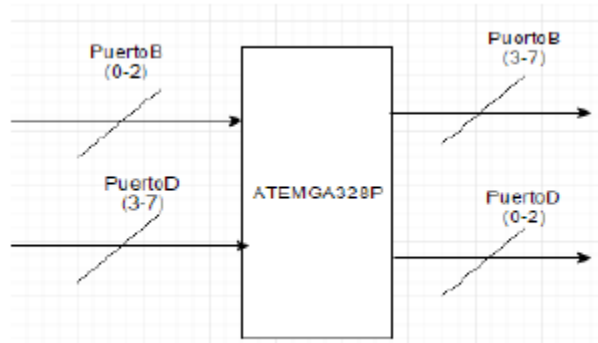 PuertoB
(0-2)
PuertoD
(3-7)
ATEMGA328P
PuertoB
(3-7)
PuertoD
(0-2)